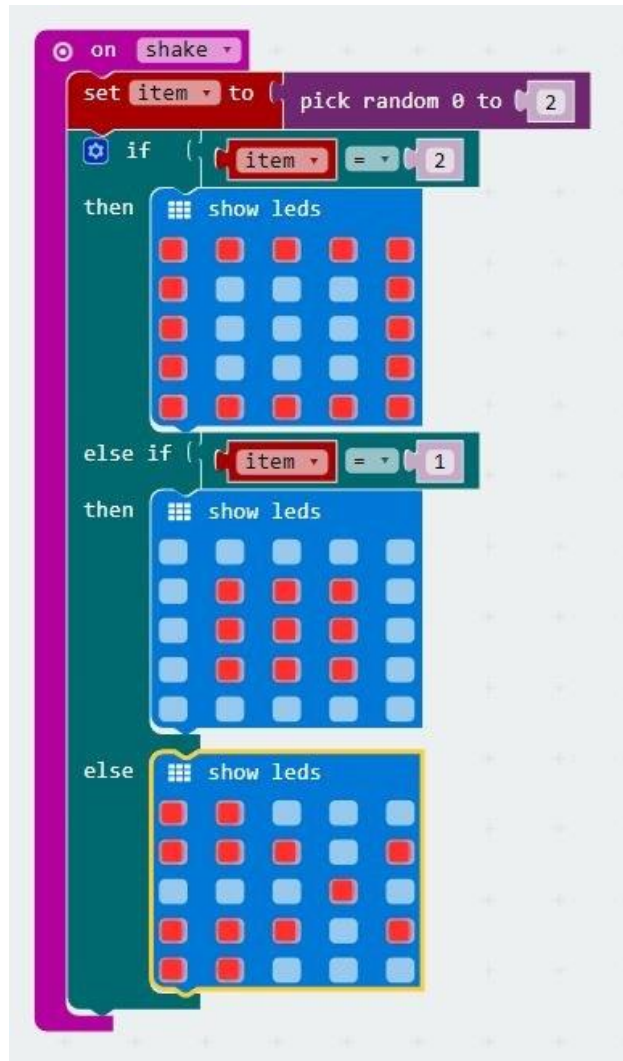 on shake
set item to pick random 0 to 2
if item = 2
then show leds
else if item = 1
then show leds
else show leds